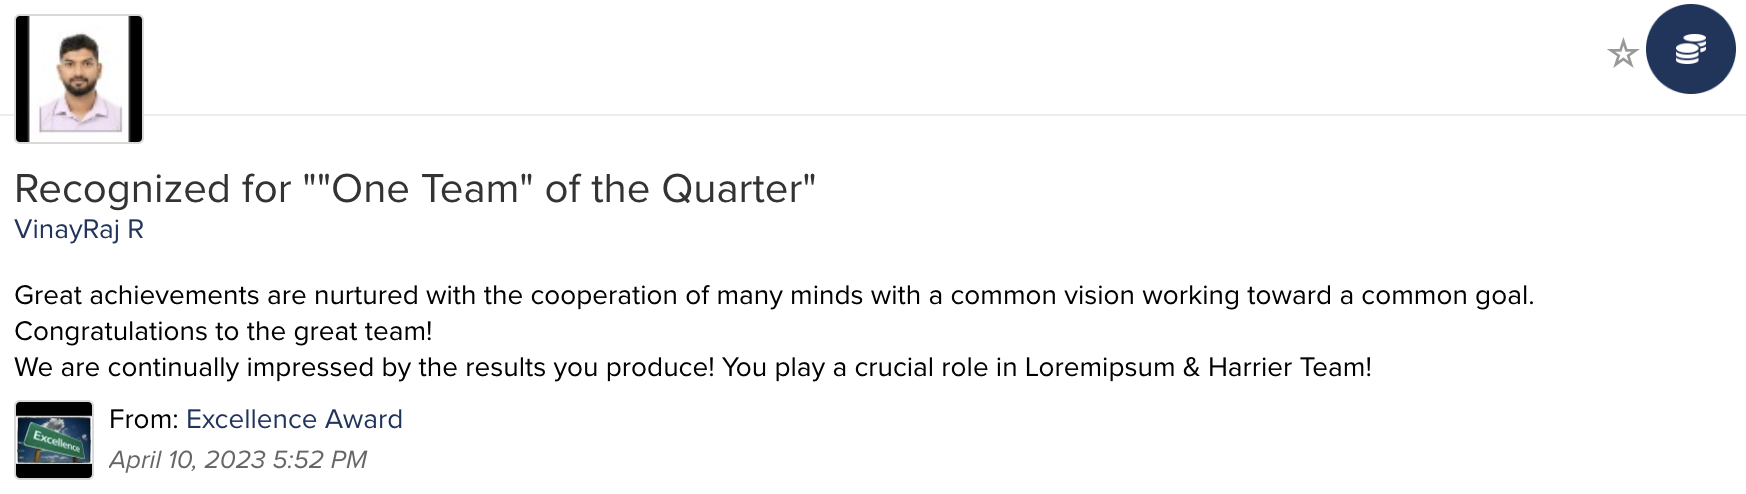 Recognized for ""One Team" of the Quarter"
VinayRaj R
Great achievements are nurtured with the cooperation of many minds with a common vision working toward a common goal.
Congratulations to the great team!
We are continually impressed by the results you produce! You play a crucial role in Loremipsum & Harrier Team!
Excellence
From: Excellence Award
April 10, 2023 5:52 PM